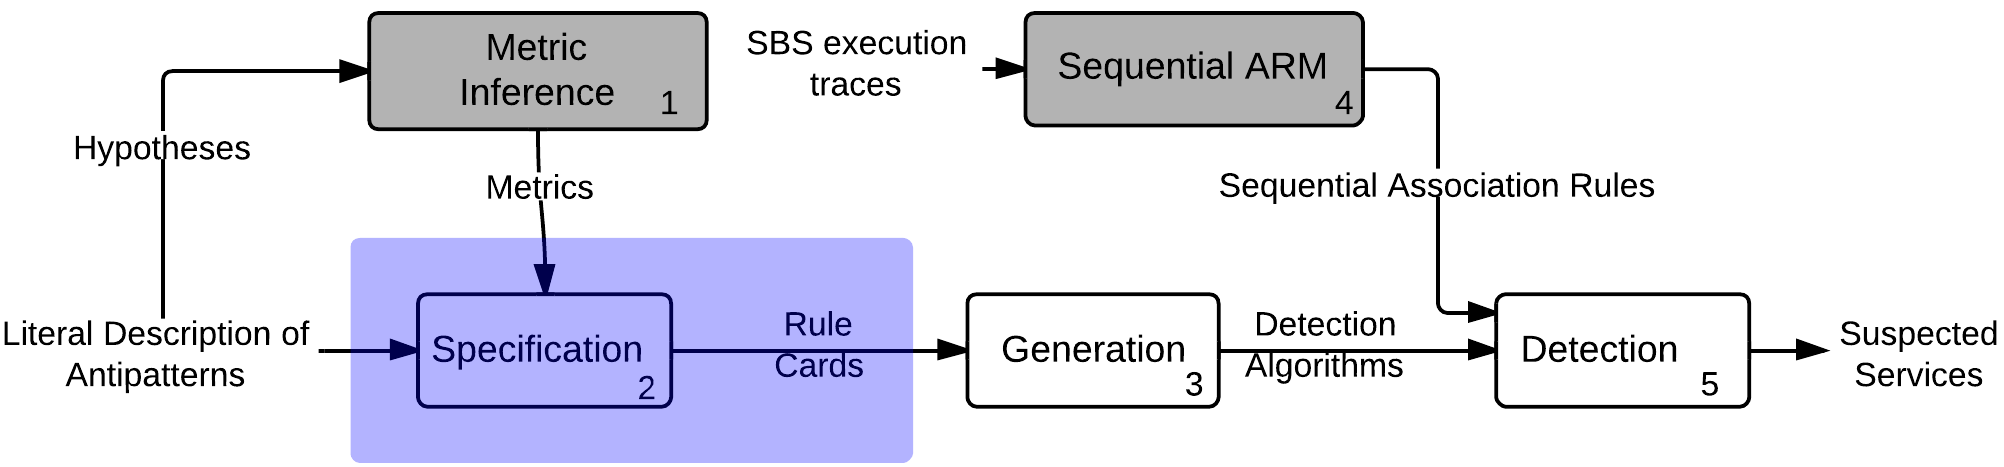 Metric
Inference
1
SBS execution
traces
Sequential ARM
4
Hypotheses
Metrics
Sequential Association Rules
Literal Description of
Antipatterns
Specification
2
Rule
Cards
Generation
3
Detection
Algorithms
Detection
5
Suspected
Services